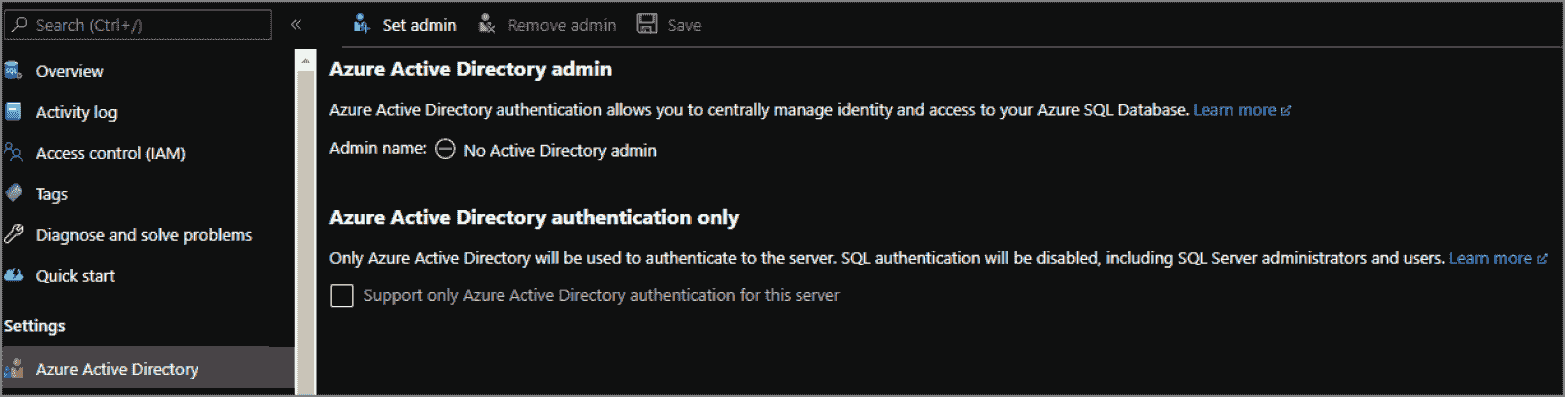 Search (Ctrl+/)
«
Overview
Activity log
Access control (IAM)
Tags
Diagnose and solve problems
Quick start
Settings
Azure Active Directory
Set admin
Remove admin
Save
Azure Active Directory admin
Azure Active Directory authentication allows you to centrally manage identity and access to your Azure SQL Database. Learn more
Admin name: No Active Directory admin
Azure Active Directory authentication only
Only Azure Active Directory will be used to authenticate to the server. SQL authentication will be disabled, including SQL Server administrators and users. Learn more
Support only Azure Active Directory authentication for this server